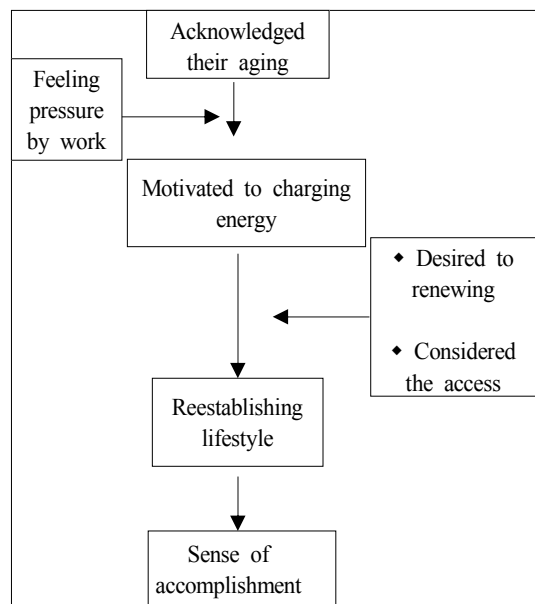 Acknowledged
their aging
Feeling
pressure
by work
Motivated to charging
energy
◆ Desired to
renewing
◆ Considered
the access
Reestablishing
lifestyle
Sense of
accomplishment